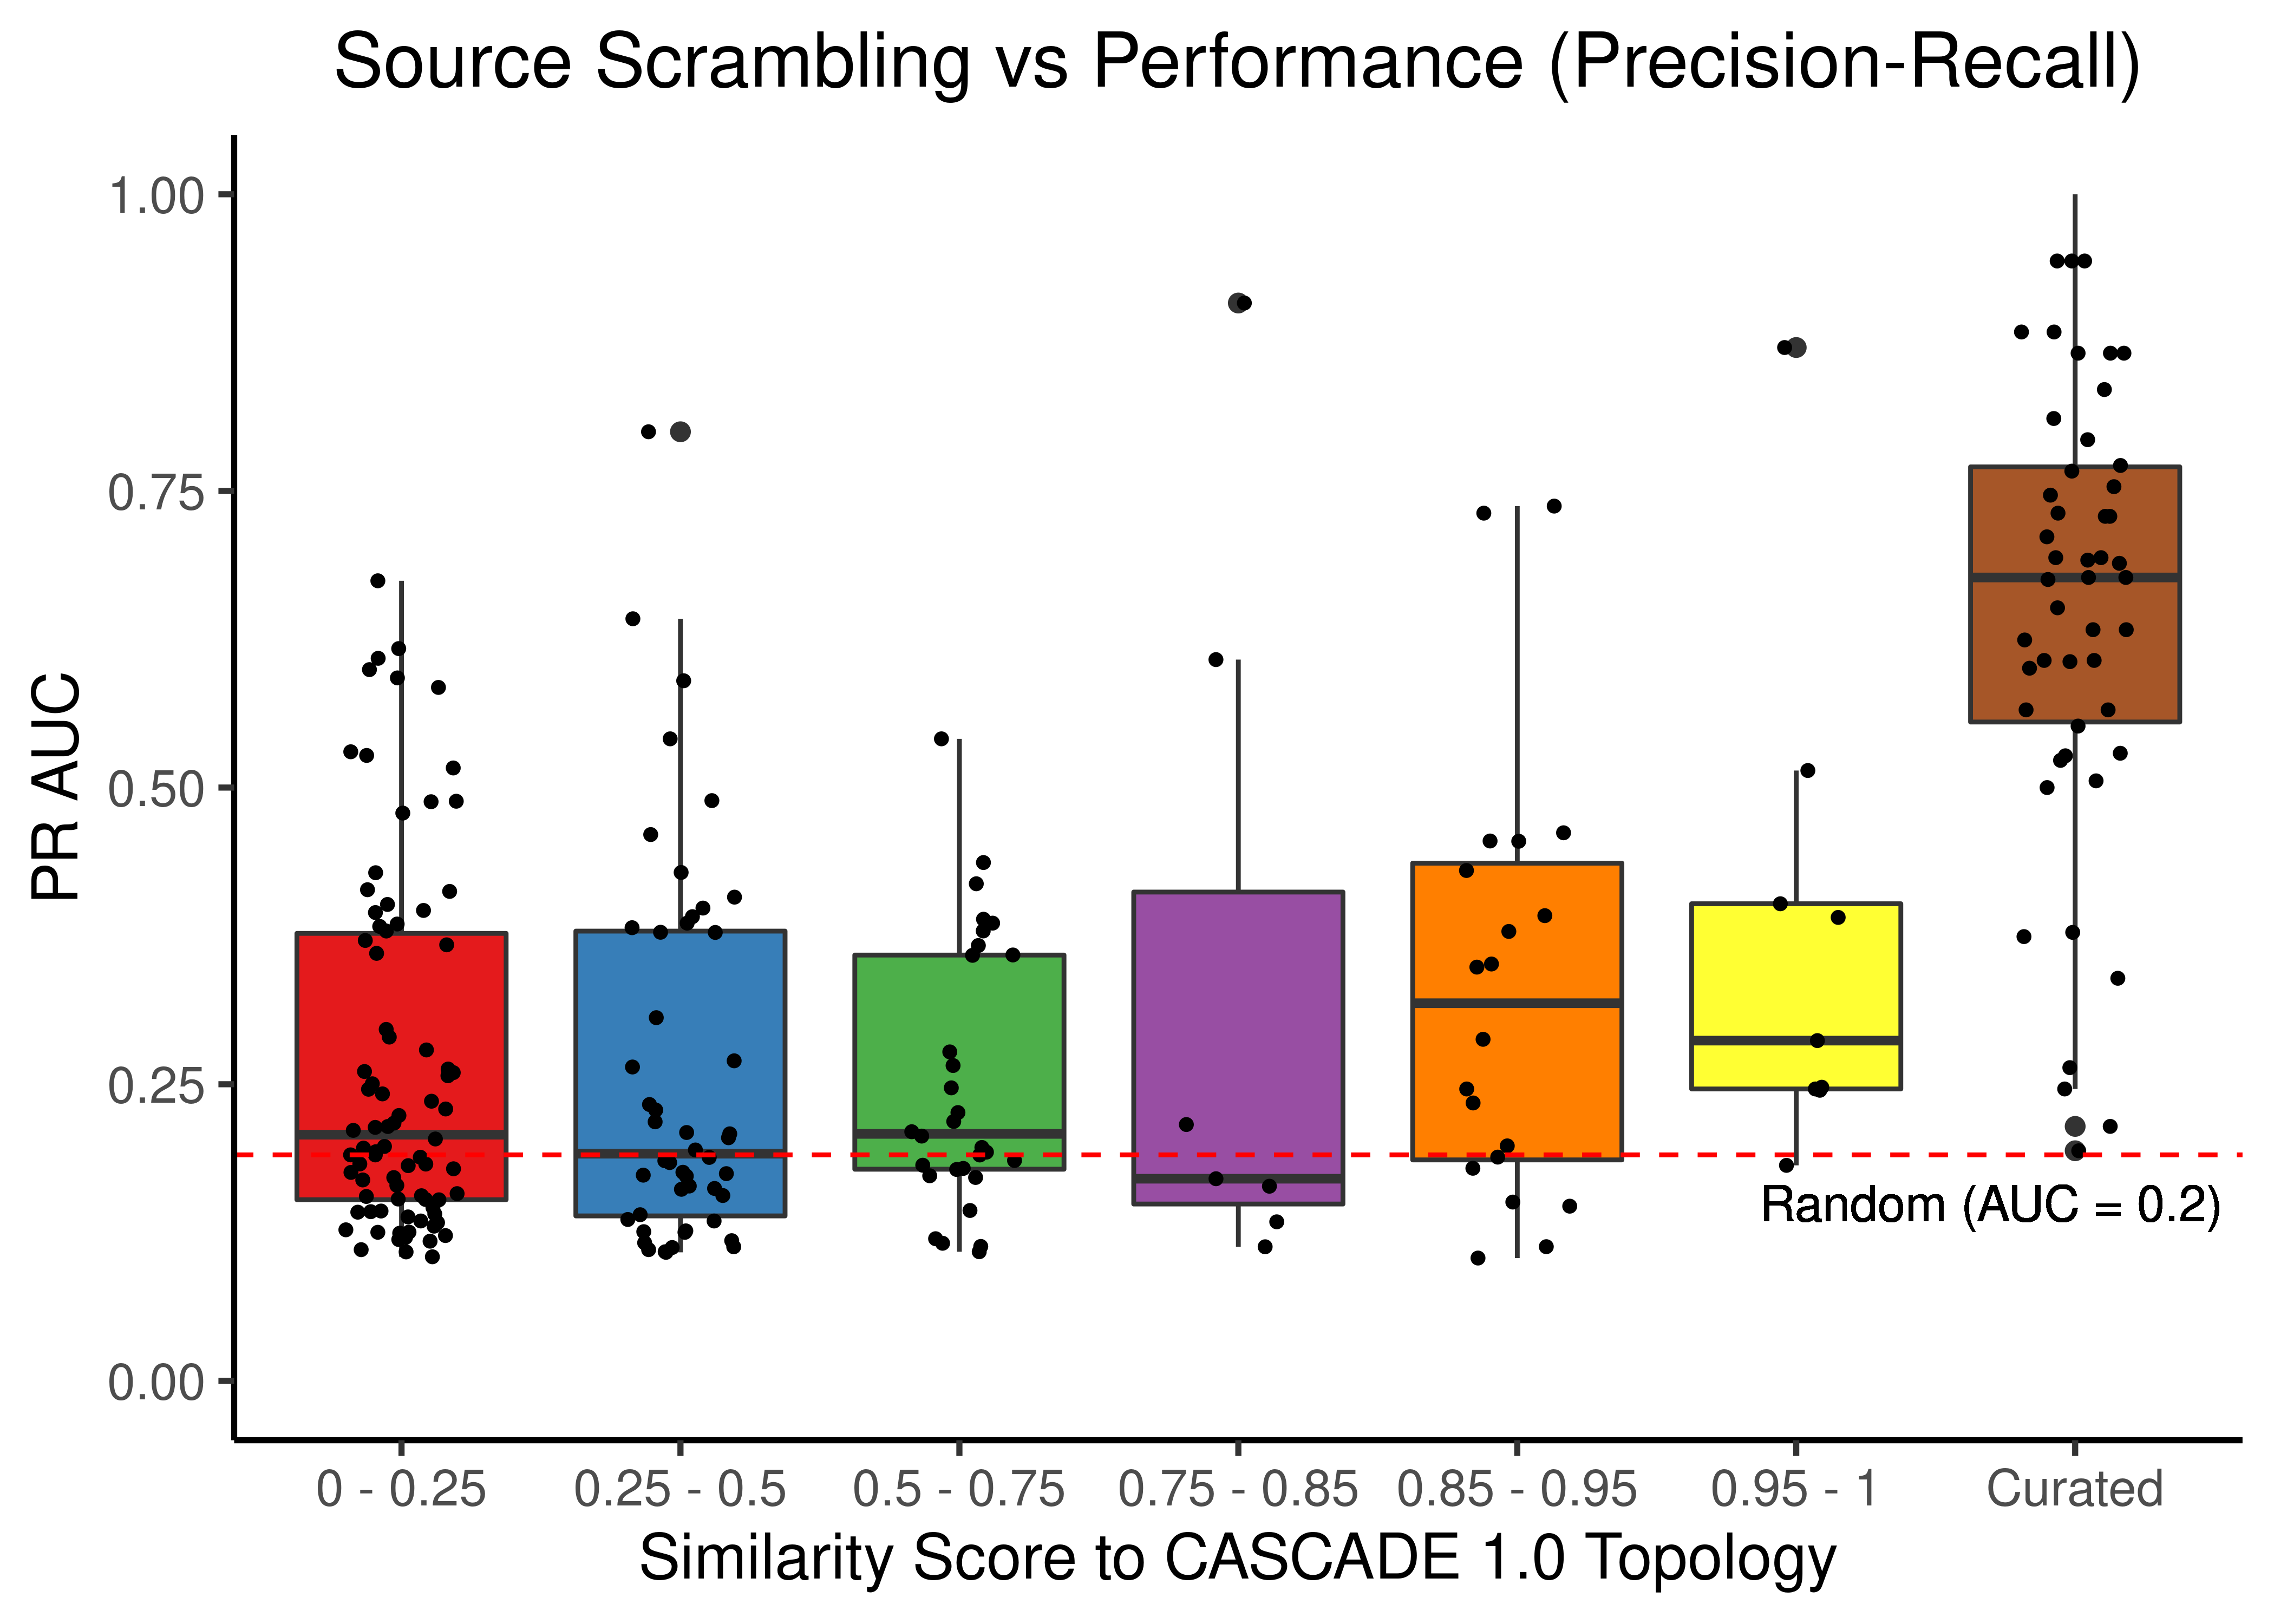 Source Scrambling vs Performance (Precision-Recall)
PR AUC
1.00
0.75
0.50
0.25
0.00
Random (AUC = 0.2)
0 - 0.25
0.25 - 0.5
0.5 - 0.75
0.75 - 0.85
0.85 - 0.95
0.95 - 1
Curated
Similarity Score to CASCADE 1.0 Topology